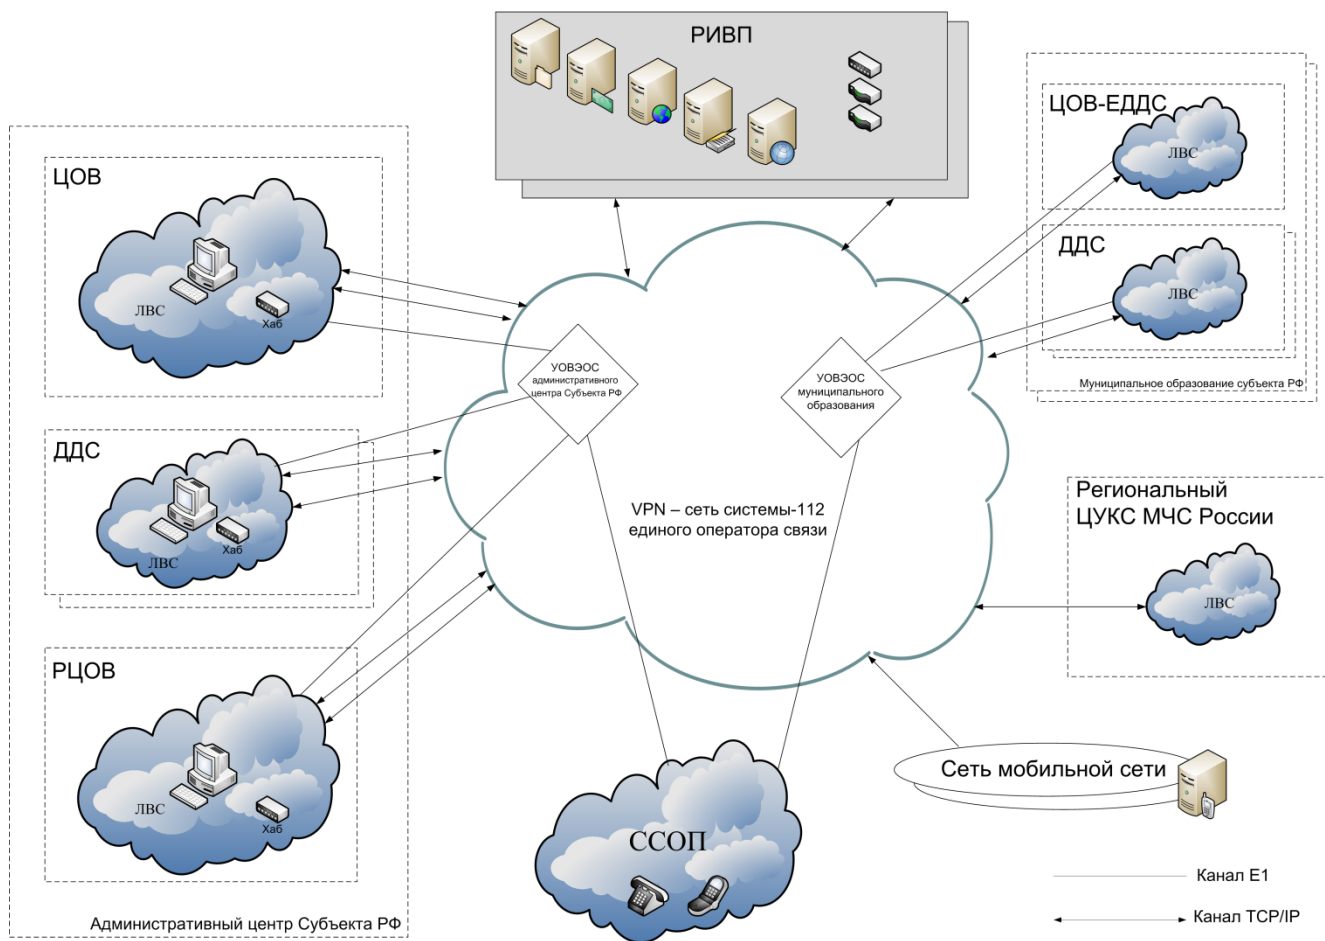 РИВП
ЦОВ
ЛВС
Хаб
ДДС
ЛВС
Хаб
РЦОВ
ЛВС
Хаб
Административный центр Субъекта РФ
УОВЭОС
административного
центра Субъекта РФ
УОВЭОС
муниципального
образования
VPN – сеть системы-112
единого оператора связи
ЦОВ-ЕДДС
ЛВС
ДДС
ЛВС
Муниципальное образование субъекта РФ
Региональный
ЦУКС МЧС России
ЛВС
Сеть мобильной сети
ССОП
Канал Е1
Канал TCP/IP